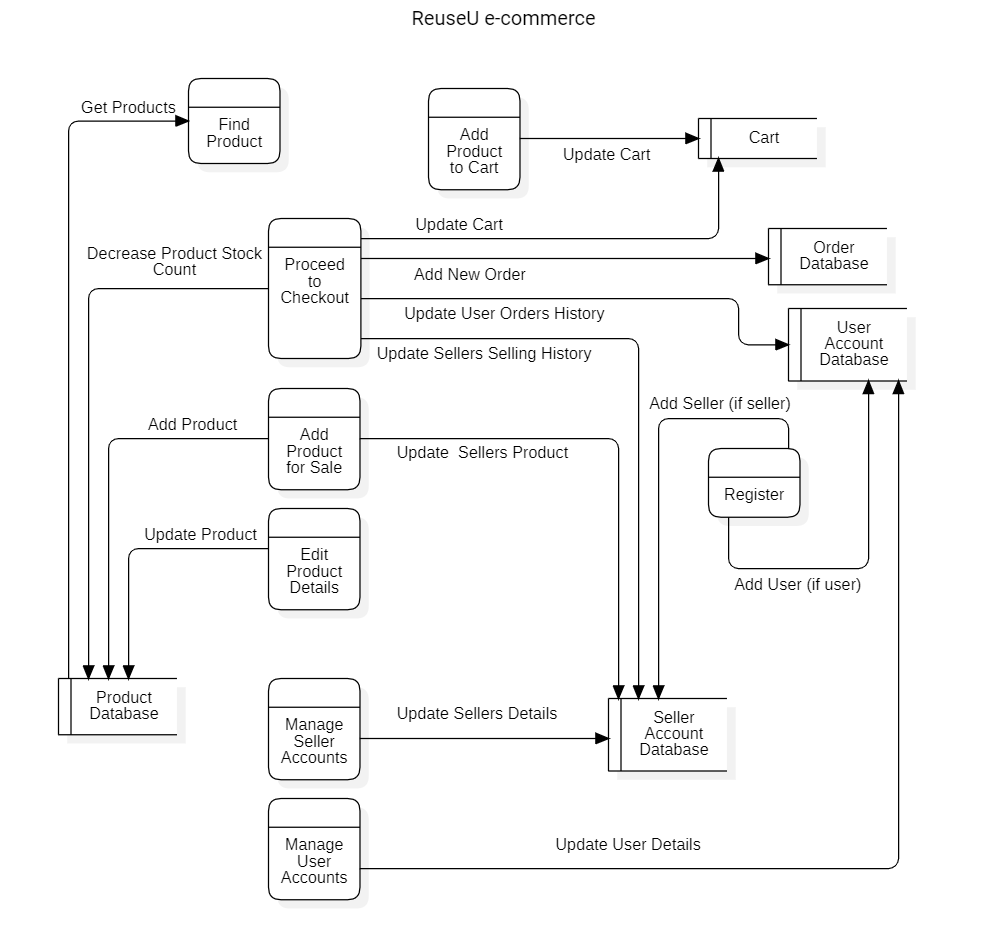 ReuseU e-commerce
Get Products
Find
Product
Add
Product
to Cart
Update Cart
Cart
Update Cart
Decrease Product Stock
Count
Proceed
to
Checkout
Add New Order
Order
Database
Update User Orders History
User
Account
Database
Update Sellers Selling History
Add Product
Add
Product
for Sale
Update  Sellers Product
Add Seller (if seller)
Register
Add User (if user)
Update Product
Edit
Product
Details
Product
Database
Manage
Seller
Accounts
Update Sellers Details
Seller
Account
Database
Manage
User
Accounts
Update User Details